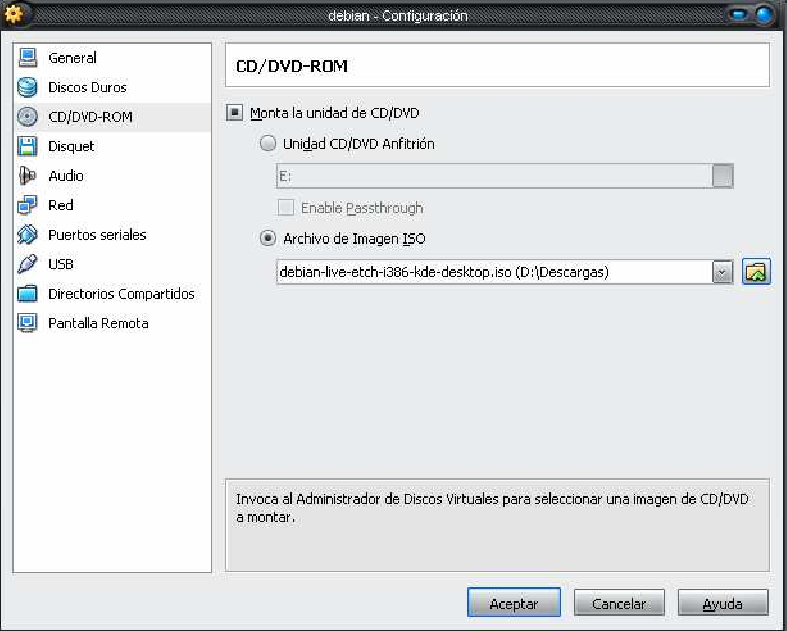 debian - Configuración
General
Discos Duros
CD/DVD-ROM
Disquet
Audio
Red
Puertos seriales
USB
Directorios Compartidos
Pantalla Remota
CD/DVD-ROM
Monta la unidad de CD/DVD
Unidad CD/DVD Anfitrión
E:
Enable Passthrough
Archivo de Imagen ISO
debian-live-etch-i386-kde-desktop.iso (D:\Descargas)
Invoca al Administrador de Discos Virtuales para seleccionar una imagen de CD/DVD
a montar.
Aceptar
Cancelar
Ayuda